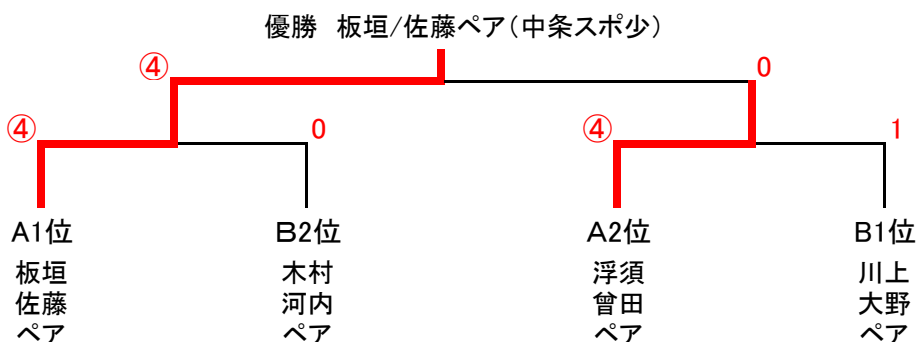 優勝 板垣/佐藤ペア(中条スポ少)
④ 0
④ 0 ④ 1
A1位 B2位 A2位 B1位
板垣 木村 浮須 川上
佐藤 河内 曾田 大野
ペア ペア ペア ペア